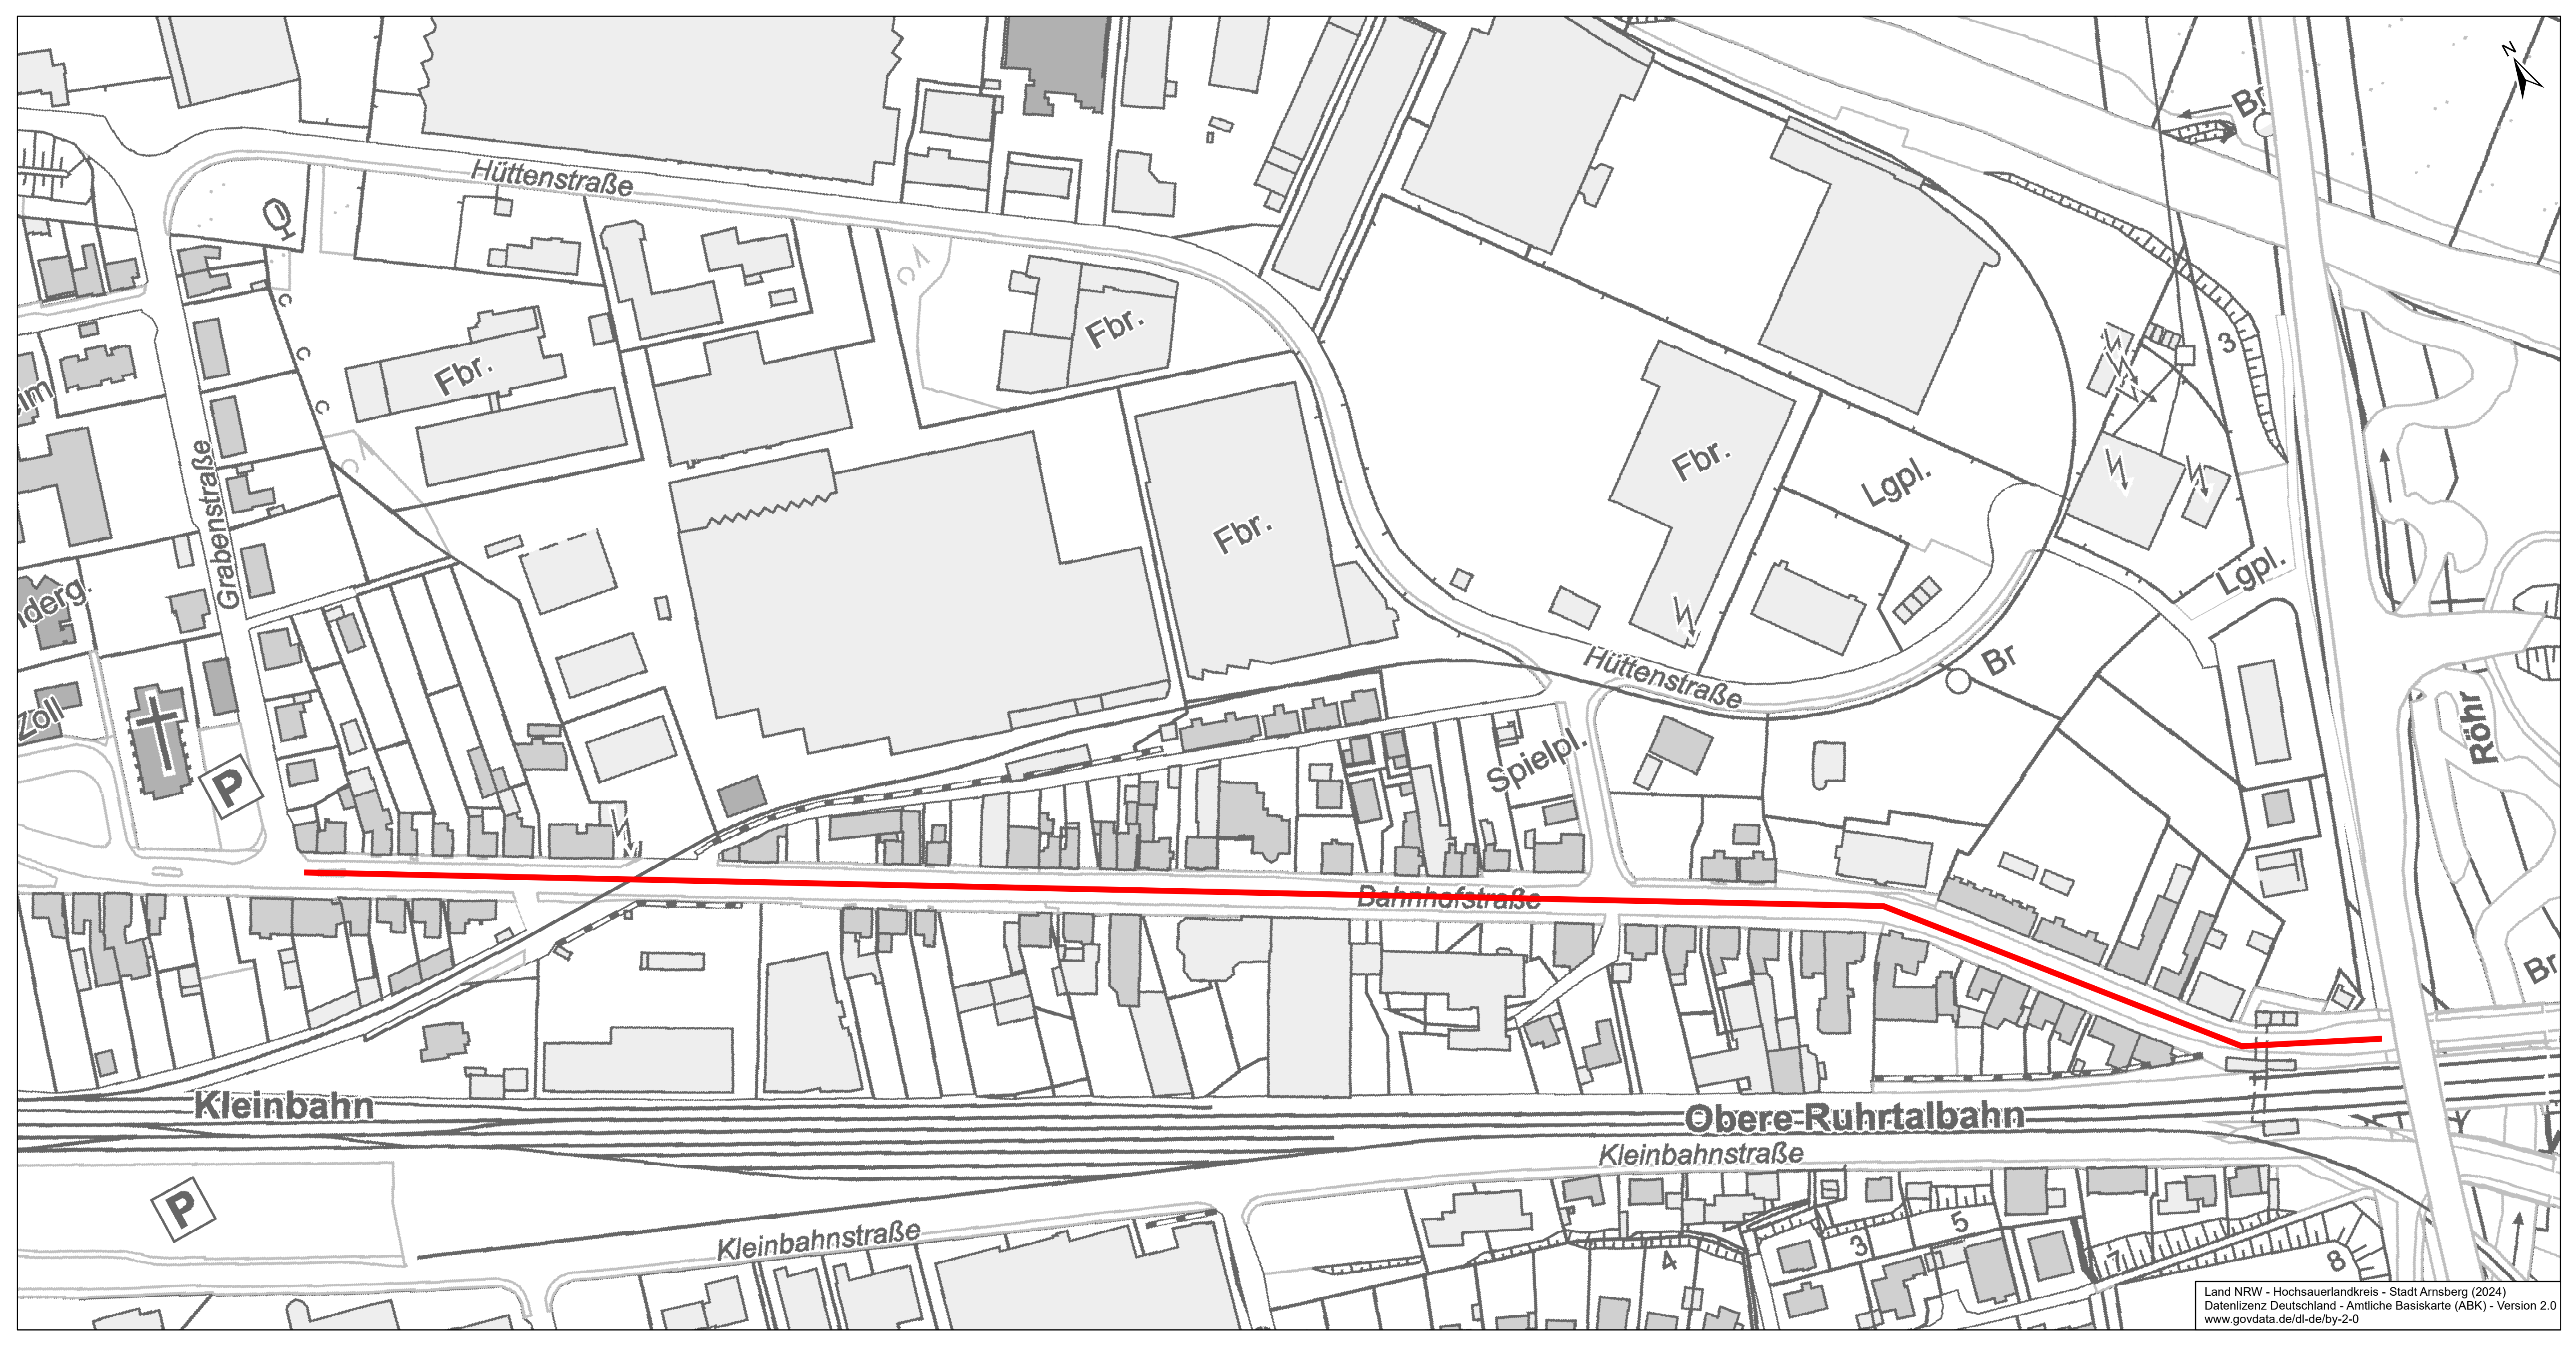 N
Br
Hüttenstraße
3
Fbr.
Fbr.
Fbr.
Lgpl.
Fbr.
Grabenstraße
Lgpl.
Hüttenstraße
Br
Zoll
Röhr
Spielpl.
P
Bahnhofstraße
Br
Kleinbahn
Obere Ruhrtalbahn
Kleinbahnstraße
P
Kleinbahnstraße
5
3
4
7
8
Land NRW - Hochsauerlandkreis - Stadt Arnsberg (2024)
Datenlizenz Deutschland - Amtliche Basiskarte (ABK) - Version 2.0
www.govdata.de/dl-de/by-2-0